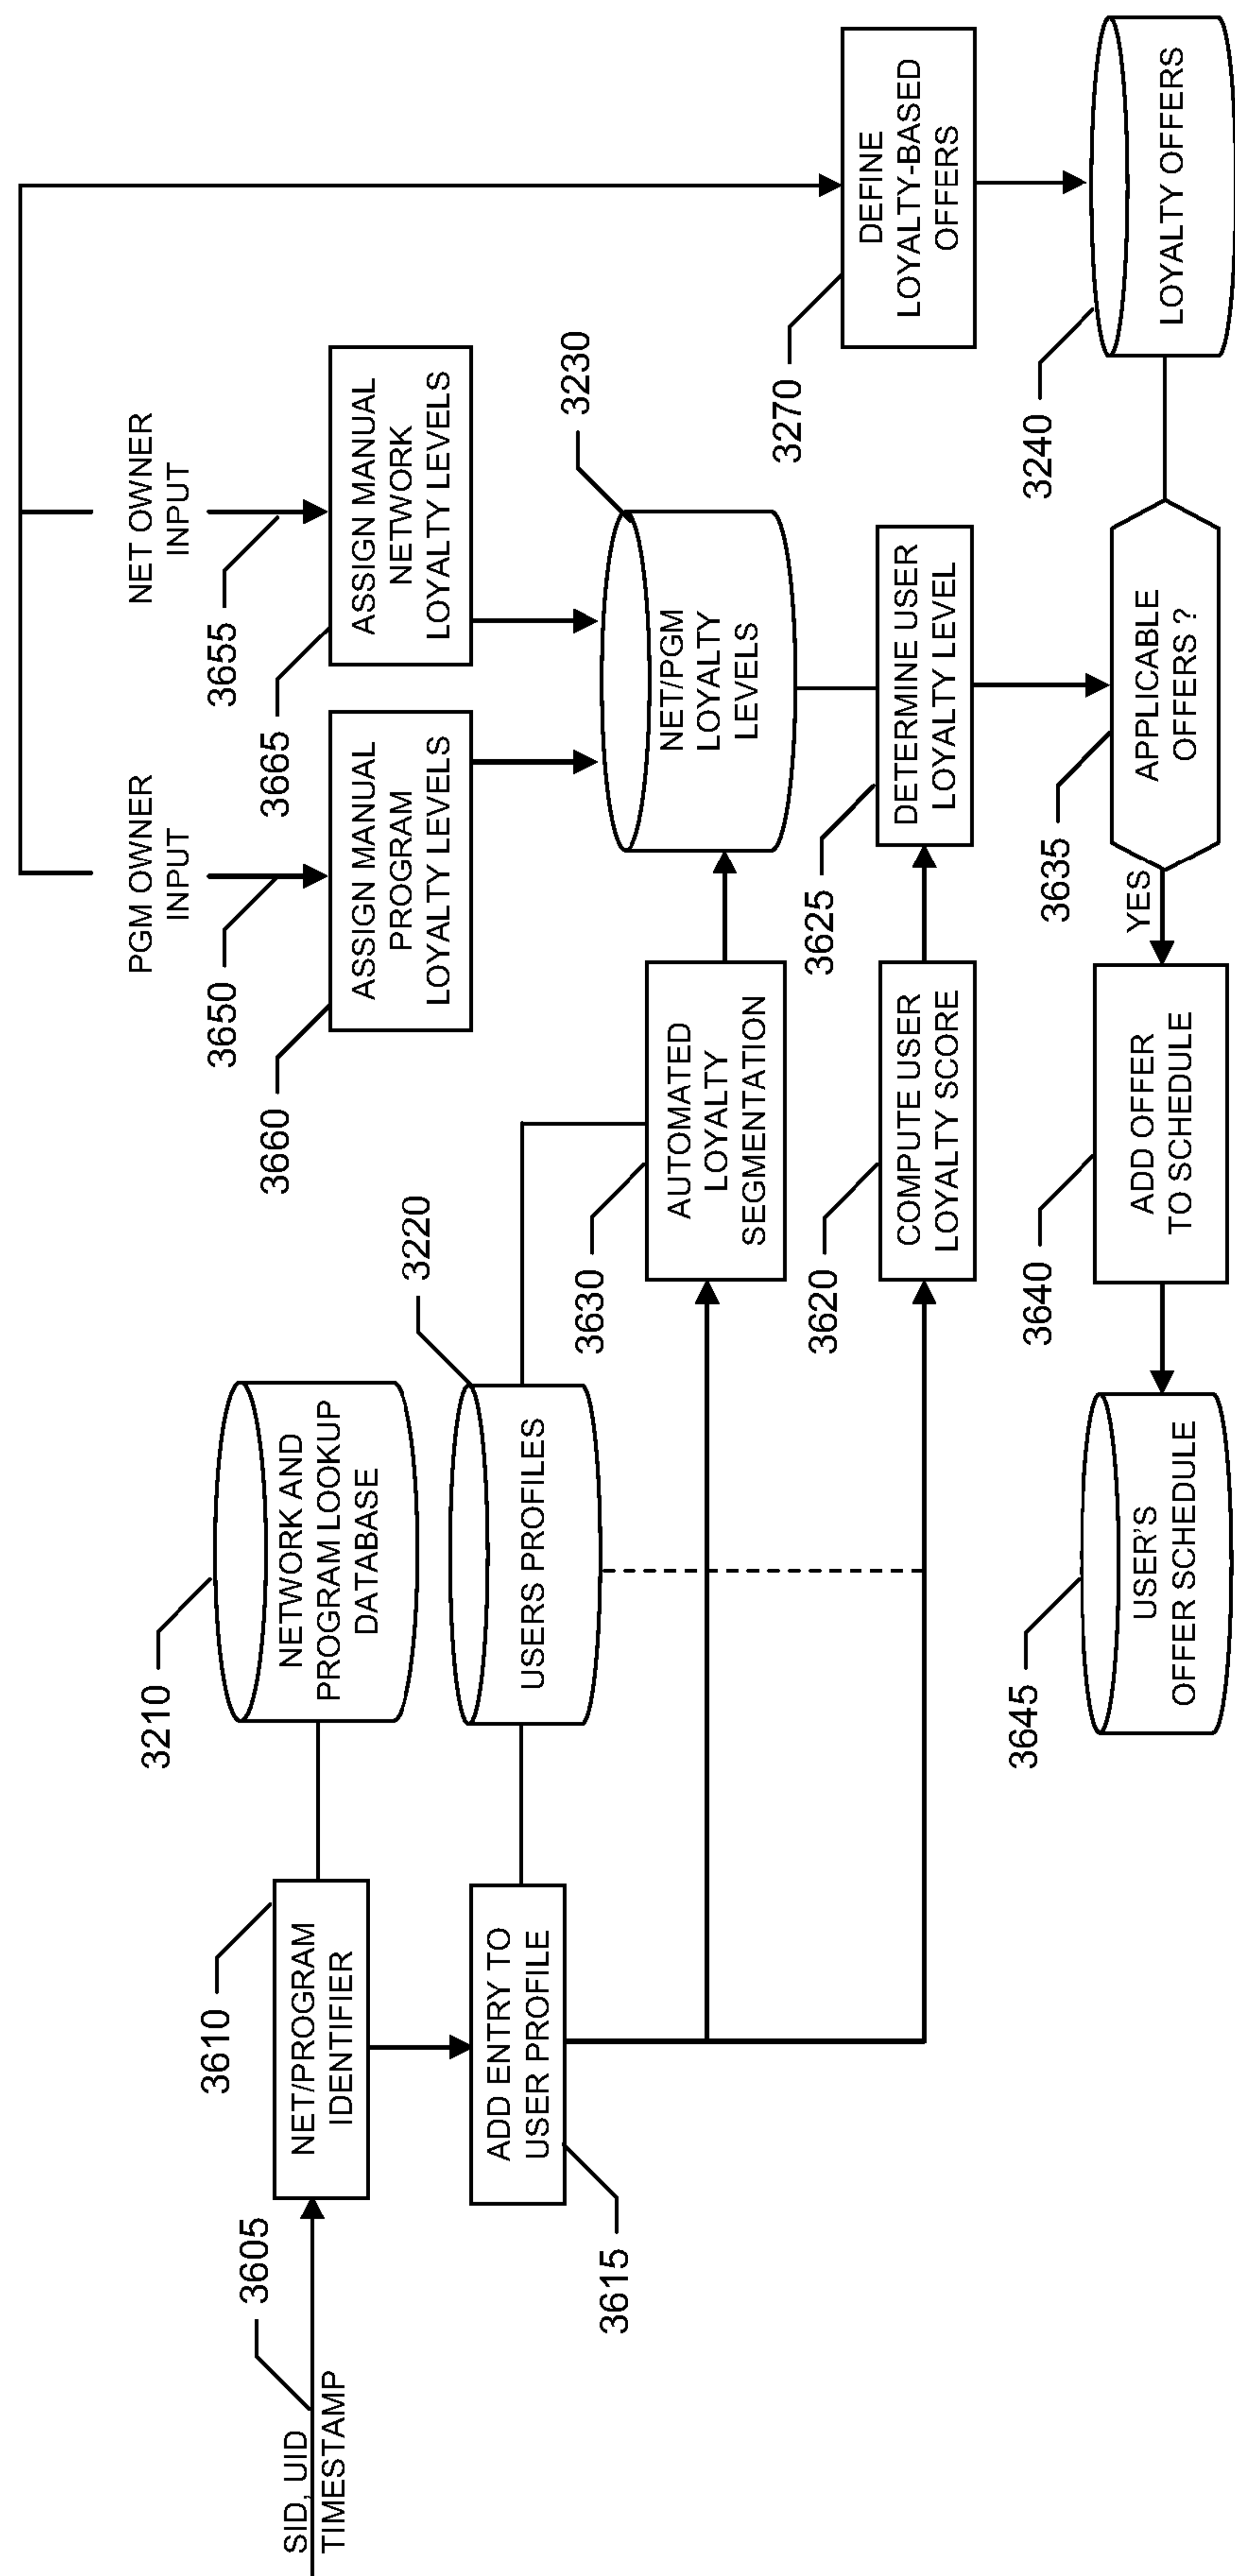 SID, UID
TIMESTAMP
3605
3610
NET/PROGRAM
IDENTIFIER
3210
NETWORK AND
PROGRAM LOOKUP
DATABASE
3615
ADD ENTRY TO
USER PROFILE
USERS PROFILES
3220
PGM OWNER
INPUT
3650
NET OWNER
INPUT
3655
3660
ASSIGN MANUAL
PROGRAM
LOYALTY LEVELS
3665
ASSIGN MANUAL
NETWORK
LOYALTY LEVELS
3630
AUTOMATED
LOYALTY
SEGMENTATION
NET/PGM
LOYALTY
LEVELS
3230
3620
COMPUTE USER
LOYALTY SCORE
3625
DETERMINE USER
LOYALTY LEVEL
3270
DEFINE
LOYALTY-BASED
OFFERS
3645
USER'S
OFFER SCHEDULE
3640
ADD OFFER
TO SCHEDULE
YES
3635
APPLICABLE
OFFERS ?
3240
LOYALTY OFFERS